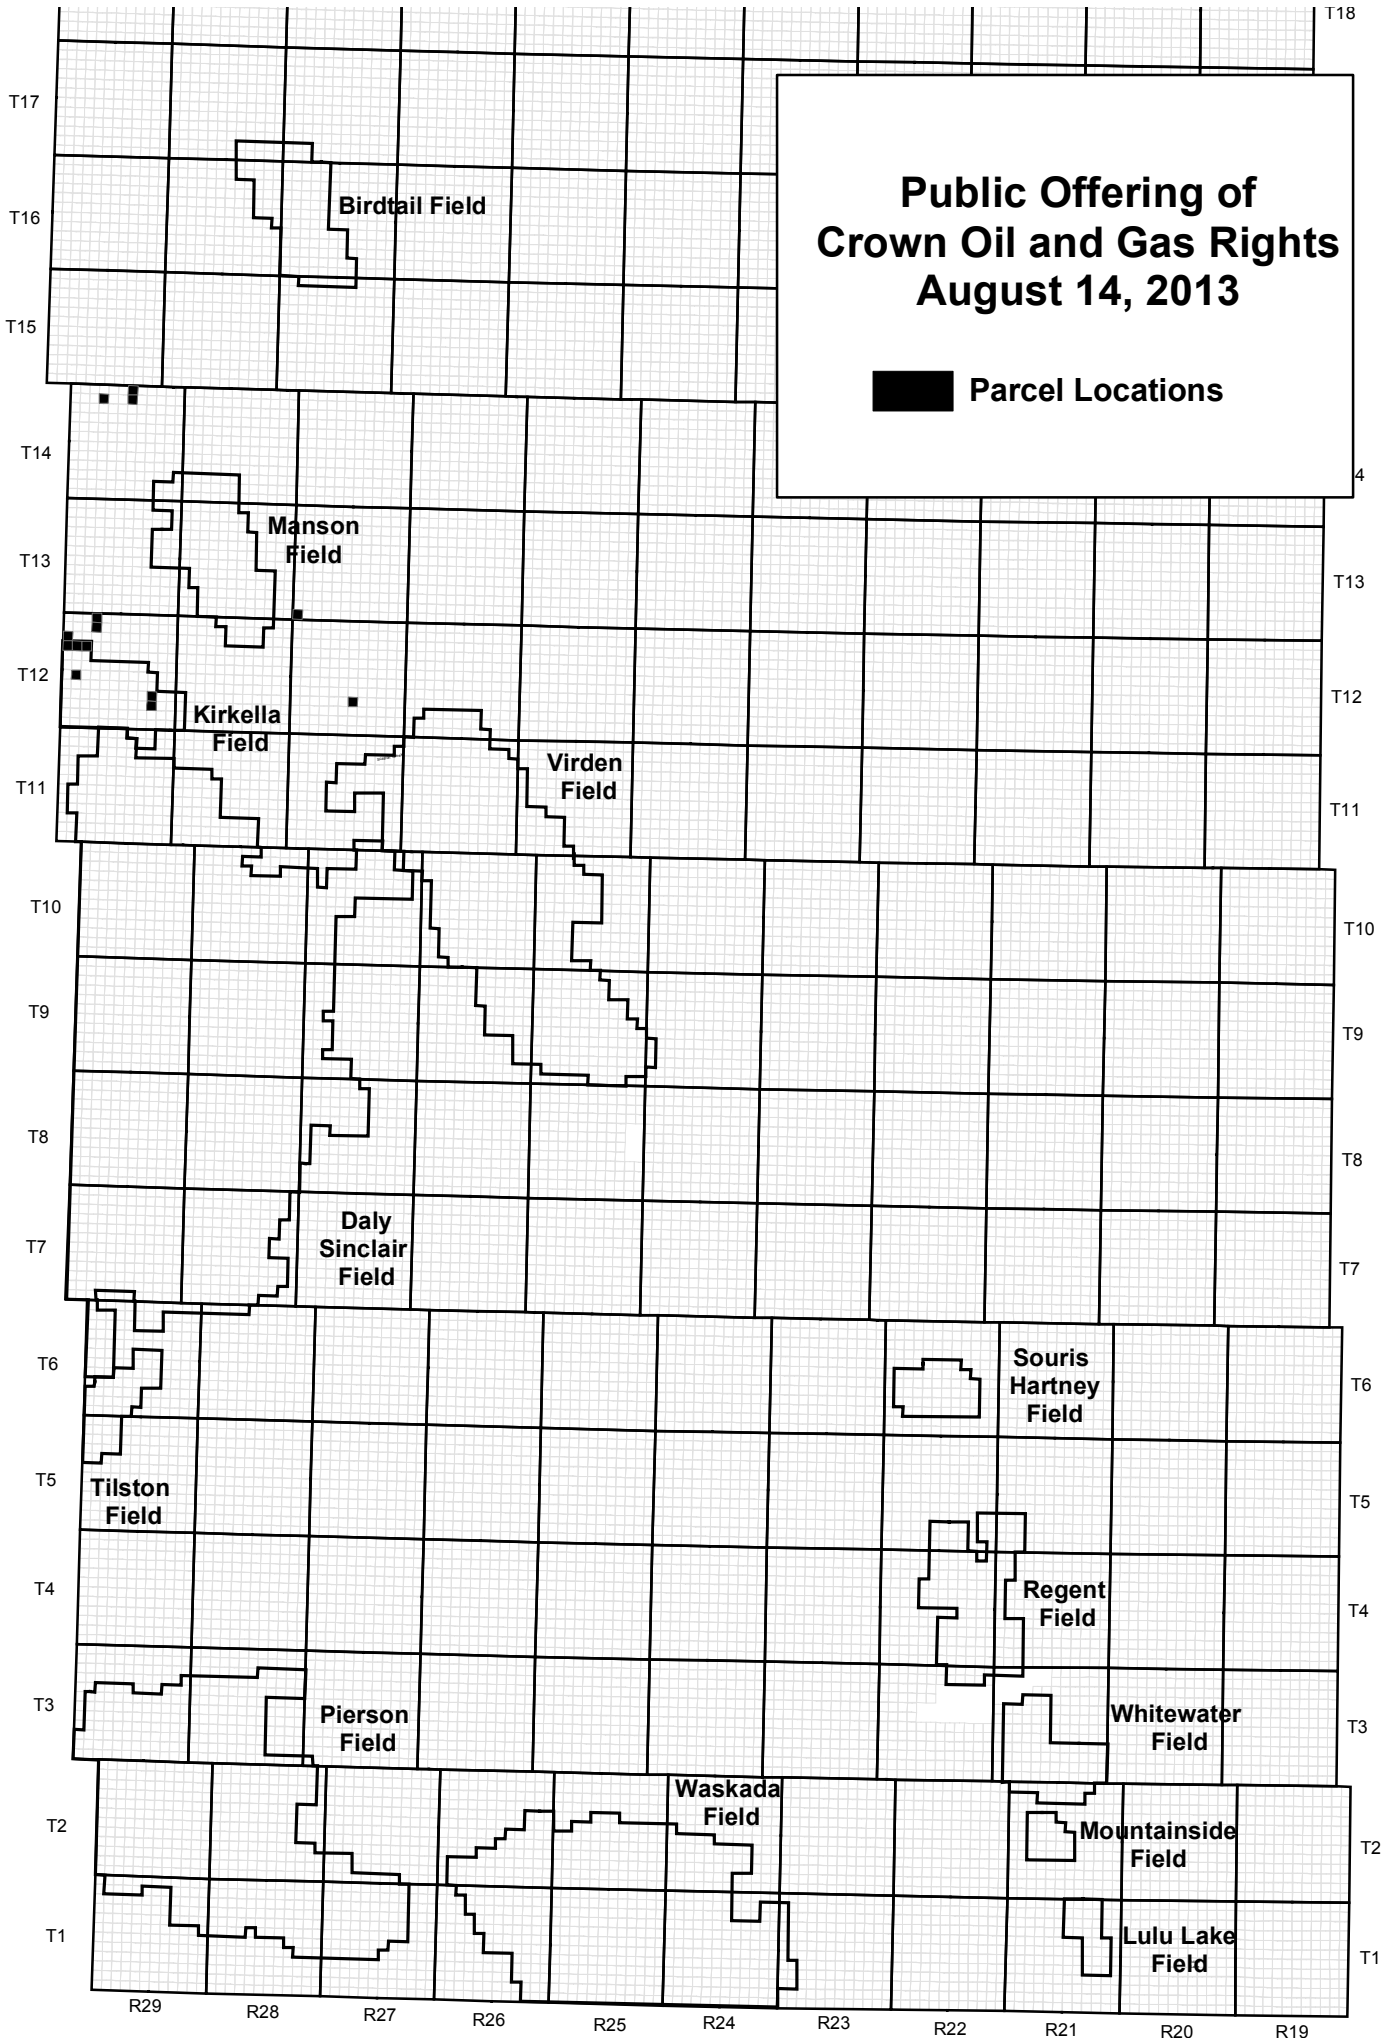 T18
T17
Public Offering of
Crown Oil and Gas Rights
August 14, 2013
Birdtail Field
T16
T15
Parcel Locations
T14
4
Manson
Field
T13
T13
T12
T12
Kirkella
Field
Virden
Field
T11
T11
T10
T10
T9
T9
T8
T8
Daly
Sinclair
Field
T7
T7
Souris
Hartney
Field
T6
T6
T5
Tilston
Field
T5
T4
Regent
Field
T4
T3
Pierson
Field
Whitewater
Field
T3
Waskada
Field
T2
Mountainside
Field
T2
T1
Lulu Lake
Field
T1
R29
R28
R27
R26
R25
R24
R23
R22
R21
R20
R19